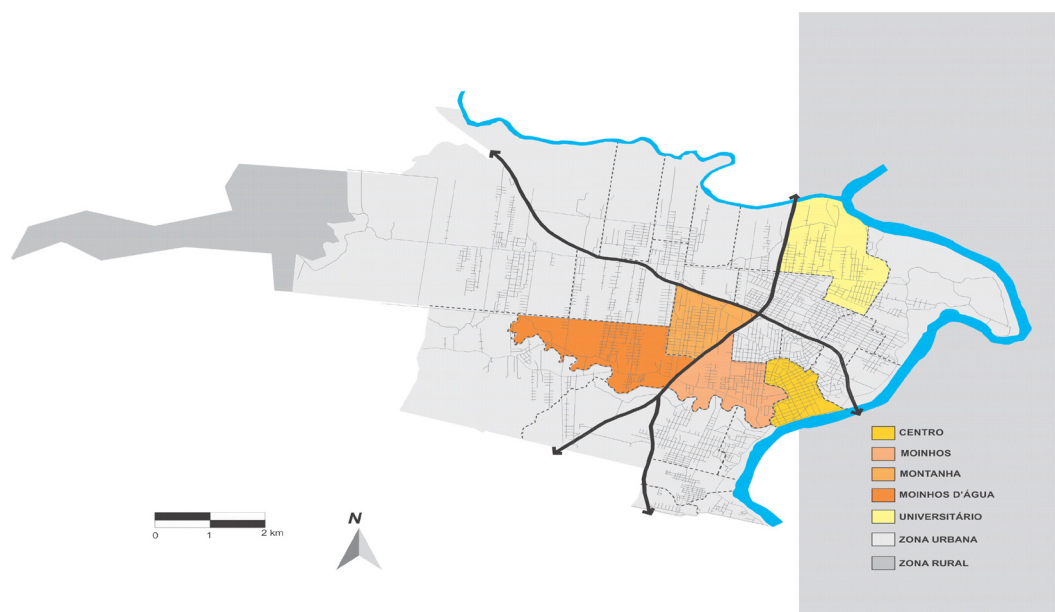 CENTRO
MOINHOS
MONTANHA
MOINHOS D'ÁGUA
UNIVERSITÁRIO
ZONA URBANA
ZONA RURAL
N
0 1 2 km